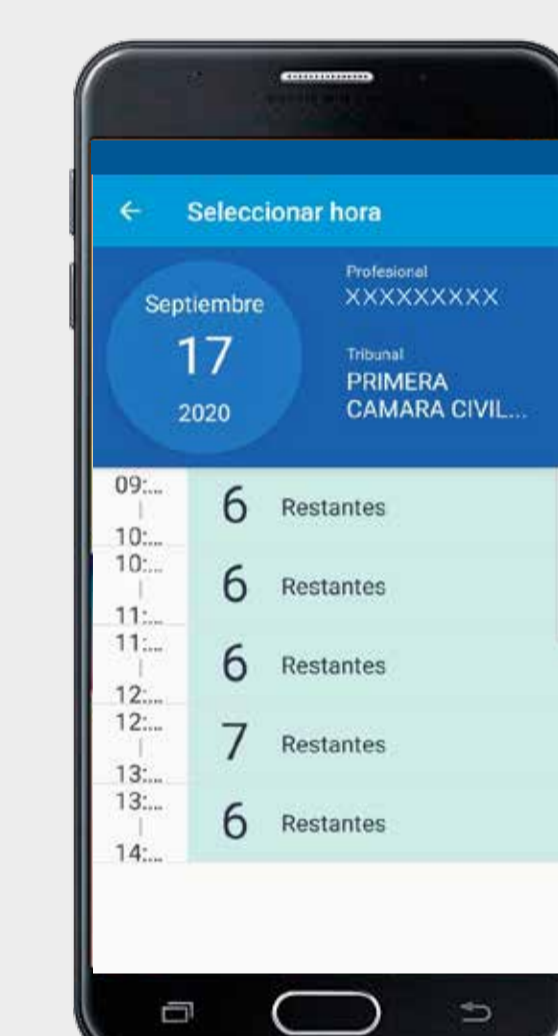 Seleccionar hora
Septiembre
17
2020
Profesional
XXXXXXXXX
Tribunal
PRIMERA
CAMARA CIVIL...
09:...
10:...
6 Restantes
10:...
11:...
6 Restantes
11:...
12:...
6 Restantes
12:...
13:...
7 Restantes
13:...
14:...
6 Restantes